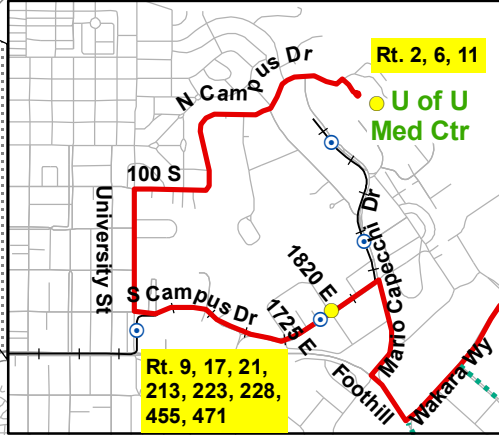 Rt. 2, 6, 11
N Campus Dr
U of U
Med Ctr
100 S
University St
Mario Capecchi Dr
1820 E
S Campus Dr
1725 E
Foothill
Wakara Wy
Rt. 9, 17, 21,
213, 223, 228,
455, 471